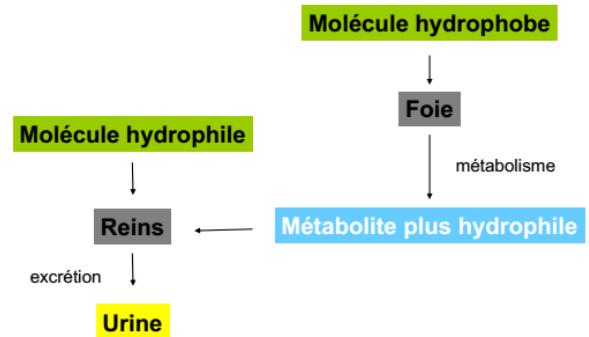 Molécule hydrophobe
Foie
Molécule hydrophile
métabolisme
Reins
Métabolite plus hydrophile
excrétion
Urine